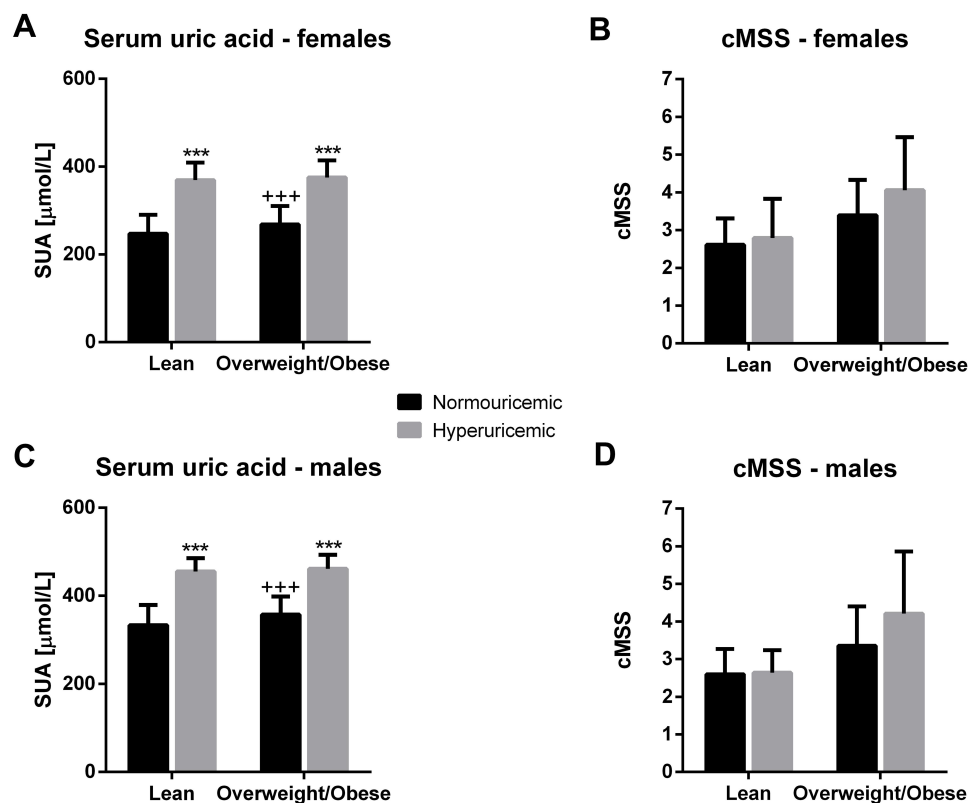 A
Serum uric acid - females
600
400
200
0
SUA [µmol/L]
***
+++
***
Lean
Overweight/Obese
B
cMSS - females
7
6
5
4
3
2
1
0
cMSS
Lean
Overweight/Obese
Normouricemic
Hyperuricemic
C
Serum uric acid - males
600
400
200
0
SUA [µmol/L]
***
+++
***
Lean
Overweight/Obese
D
cMSS - males
7
6
5
4
3
2
1
0
cMSS
Lean
Overweight/Obese